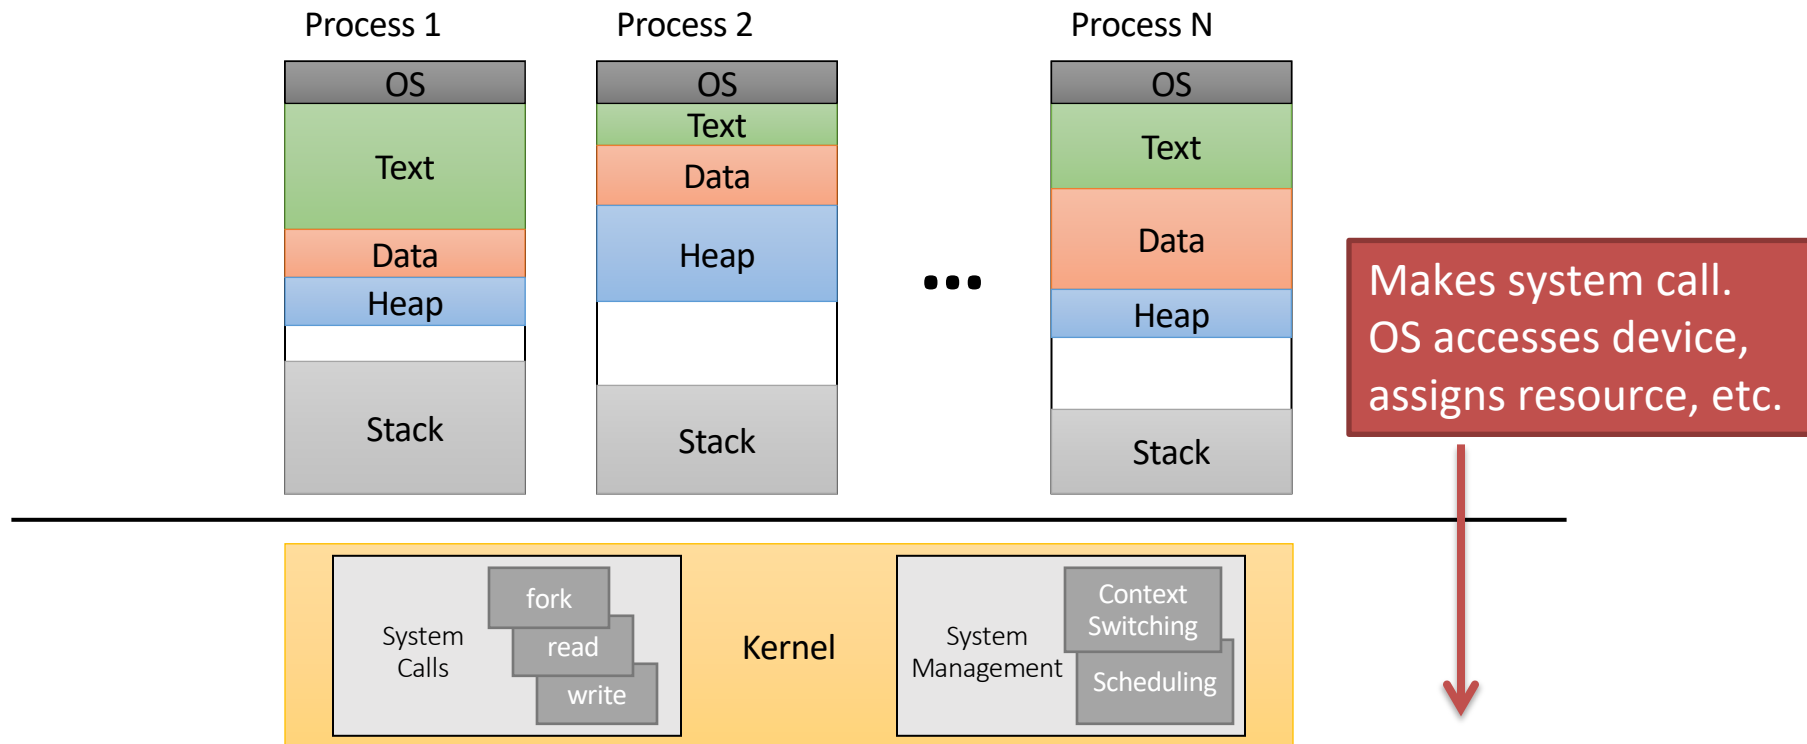 Process 1
OS
Text
Data
Heap
Stack
Process 2
OS
Text
Data
Heap
Stack
...
Process N
OS
Text
Data
Heap
Stack
Makes system call.
OS accesses device,
assigns resource, etc.
System
Calls
fork
read
write
Kernel
System
Management
Context
Switching
Scheduling